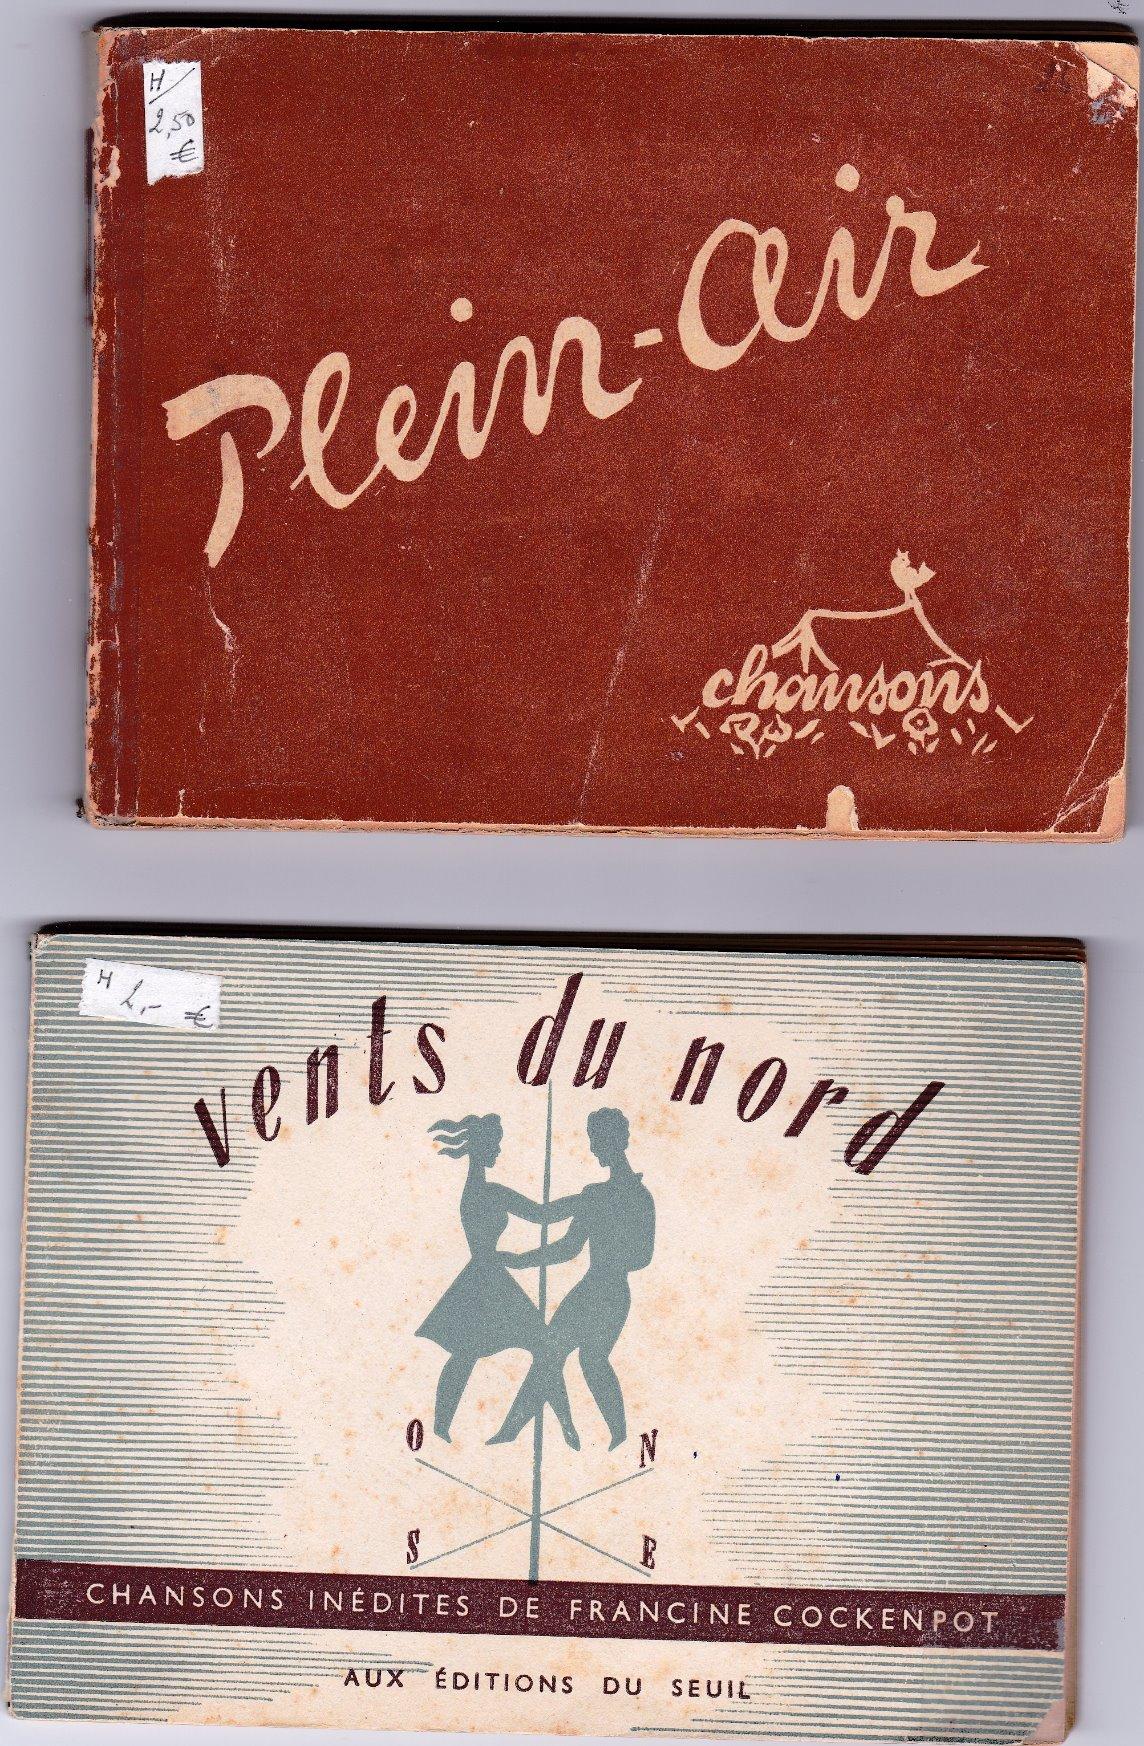 H/
2,50
€
Plein-air
chansons
H 2,- €
vents du nord
O N
S E
CHANSONS INÉDITES DE FRANCINE COCKENPOT
AUX ÉDITIONS DU SEUIL